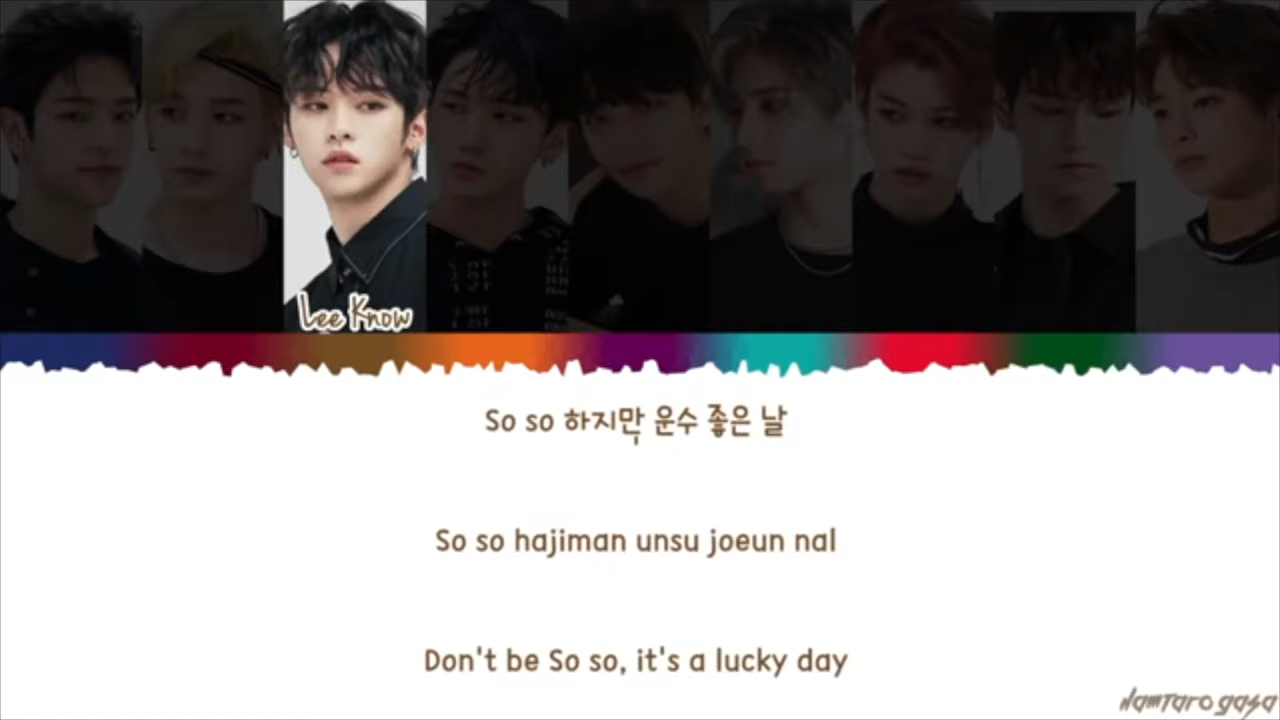 Lee Know
So so 하지만 운수 좋은 날
So so hajiman unsu joeun nal
Don't be So so, it's a lucky day
Hamtaro gasa